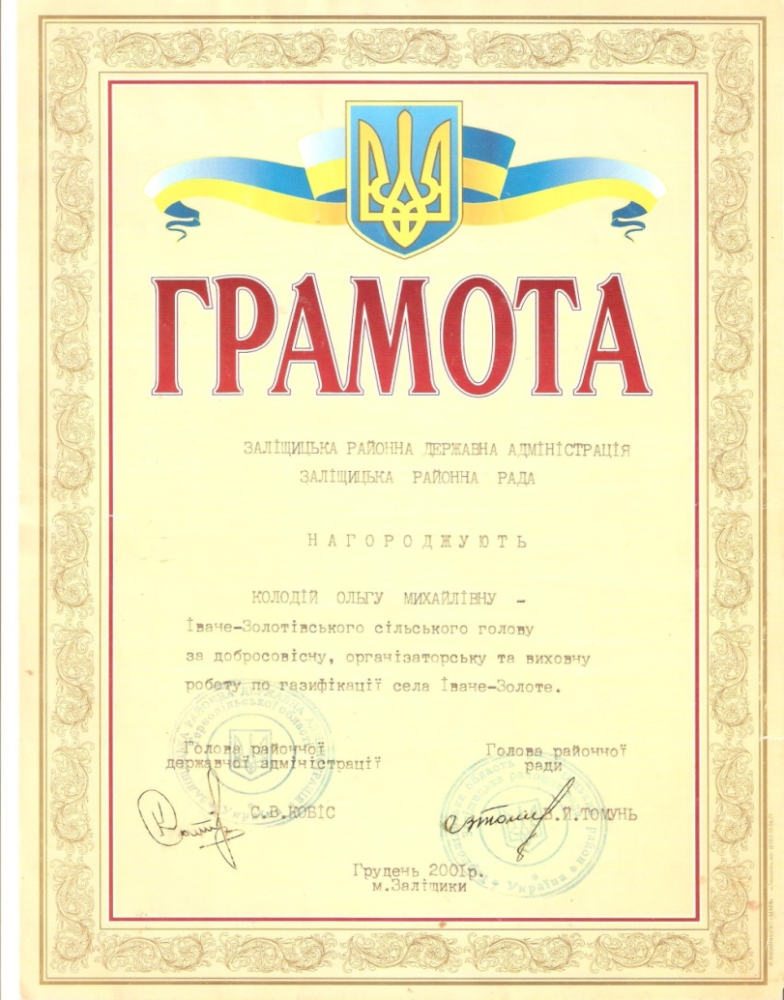 ГРАМОТА
ЗАЛІЩИЦЬКА РАЙОННА ДЕРЖАВНА АДМІНІСТРАЦІЯ
ЗАЛІЩИЦЬКА РАЙОННА РАДА
НАГОРОДЖУЮТЬ
КОЛОДІЙ ОЛЬГУ МИХАЙЛІВНУ –
Іваче-Золотівського сільського голову
за добросовісну, організаторську та виховчу
роботу по газифікації села Іваче-Золоте.
Голова районної
державної адміністрації
С.В.КОБІС
Голова районної
ради
В.Й.ТОМУНЬ
Грудень 2001р.
м.Заліщики